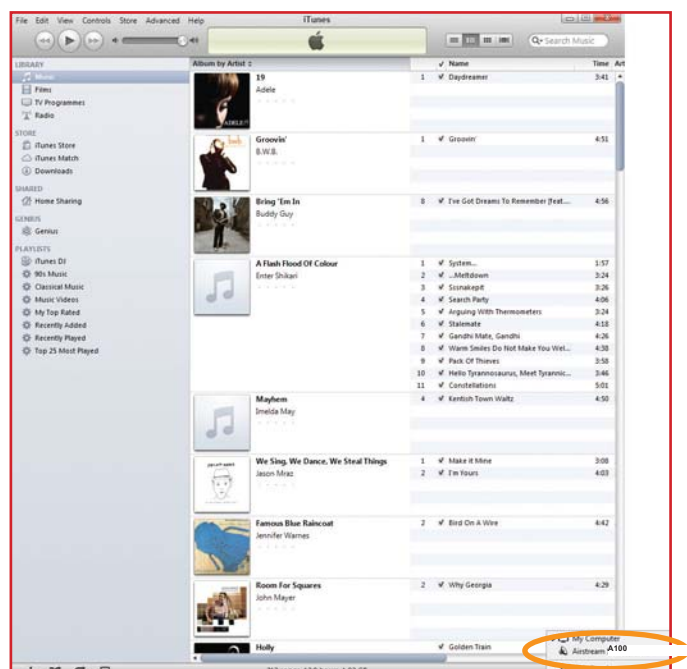 File Edit View Controls Store Advanced Help
iTunes
Search Music
LIBRARY
Music
Films
TV Programmes
Radio
STORE
iTunes Store
iTunes Match
Downloads
SHARED
Home Sharing
GENIUS
Genius
PLAYLISTS
iTunes DJ
90s Music
Classical Music
Music Videos
My Top Rated
Recently Added
Recently Played
Top 25 Most Played
Album by Artist Name Time Art
19 1 Daydreamer 3:41
Adele
ADELE 19
Groovin' 1 Groovin' 4:51
B.W.B.
Bring 'Em In 8 I've Got Dreams To Remember (feat.... 4:56
Buddy Guy
A Flash Flood Of Colour 1 System... 1:57
Enter Shikari 2 ...Meltdown 3:24
3 Sssnakepit 3:26
4 Search Party 4:06
5 Arguing With Thermometers 3:24
6 Stalemate 4:18
7 Gandhi Mate, Gandhi 4:26
8 Warm Smiles Do Not Make You Wel... 4:38
9 Pack Of Thieves 3:58
10 Hello Tyrannosaurus, Meet Tyrannic... 3:46
11 Constellations 5:01
Mayhem 4 Kentish Town Waltz 4:50
Imelda May
We Sing, We Dance, We Steal Things 1 Make it Mine 3:08
Jason Mraz 2 I'm Yours 4:03
Famous Blue Raincoat 2 Bird On A Wire 4:42
Jennifer Warnes
Room For Squares 2 Why Georgia 4:29
John Mayer
Holly Golden Train
My Computer
Airstream A100